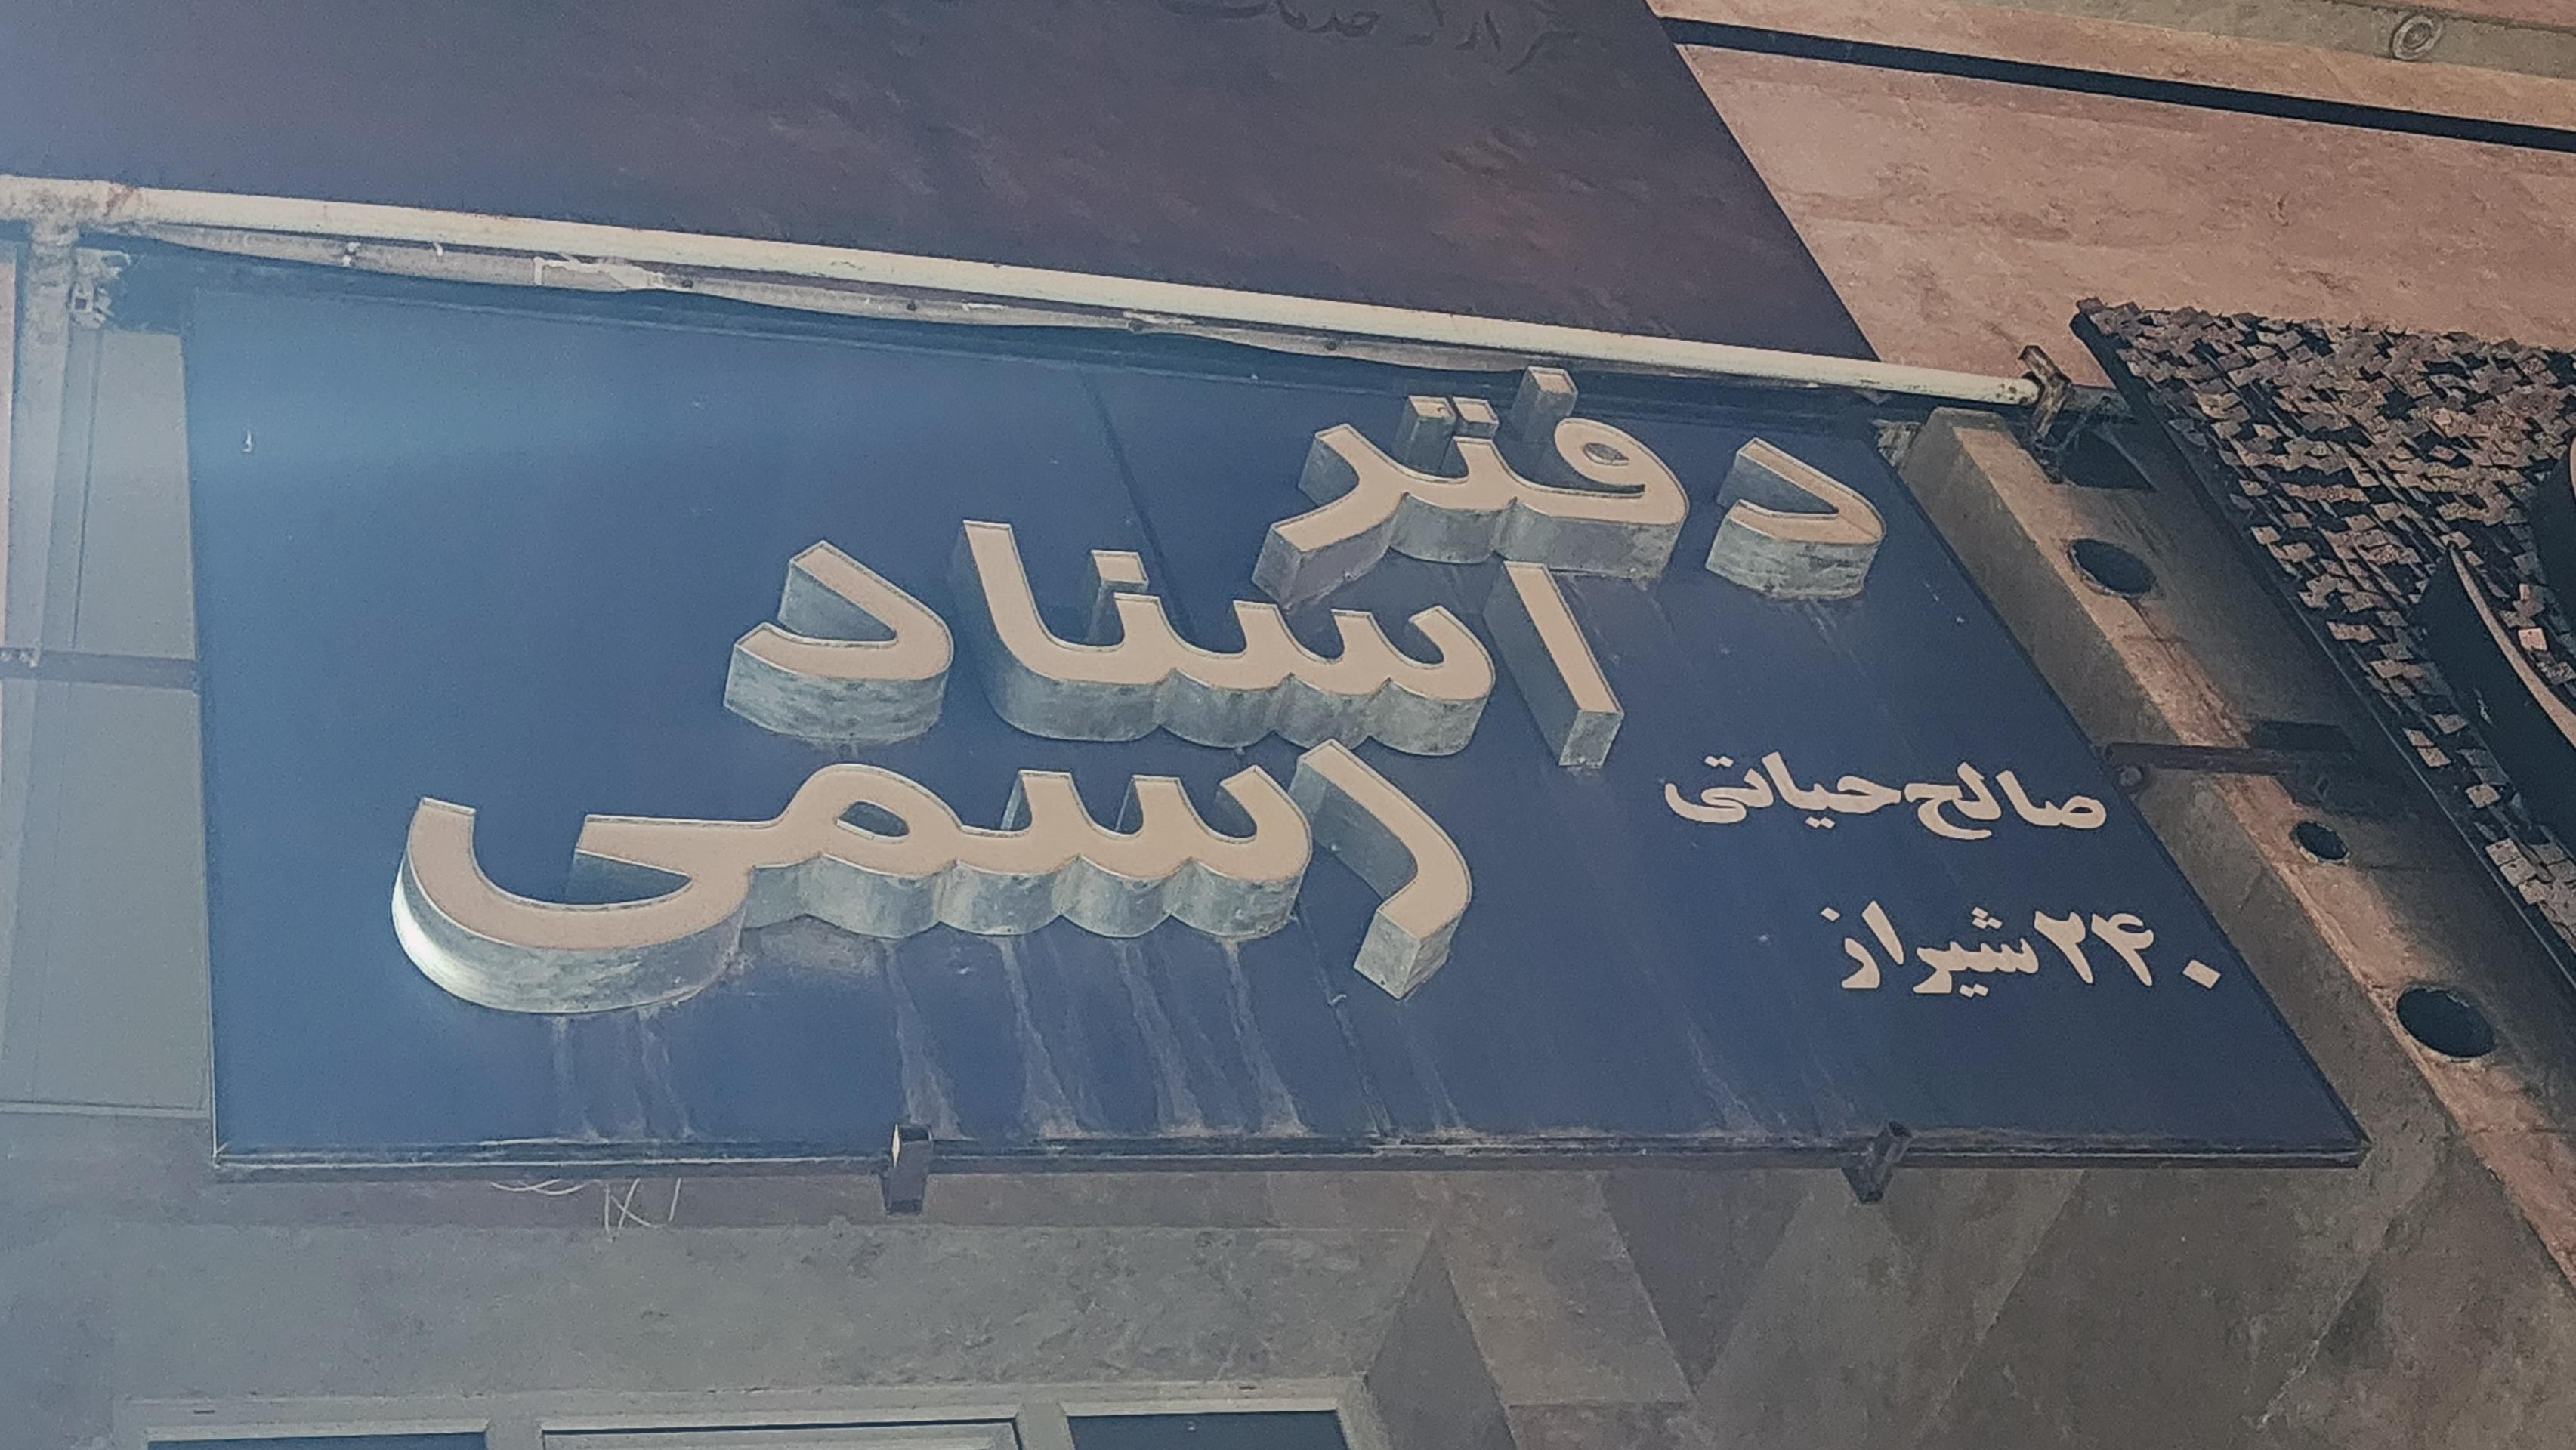 دفتر
اسناد
رسمی
صالح حیاتی
۲۴۰ شیراز